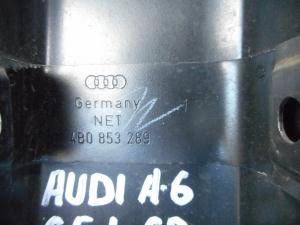 Germany
NET
4B0 853 289
AUDI A-6